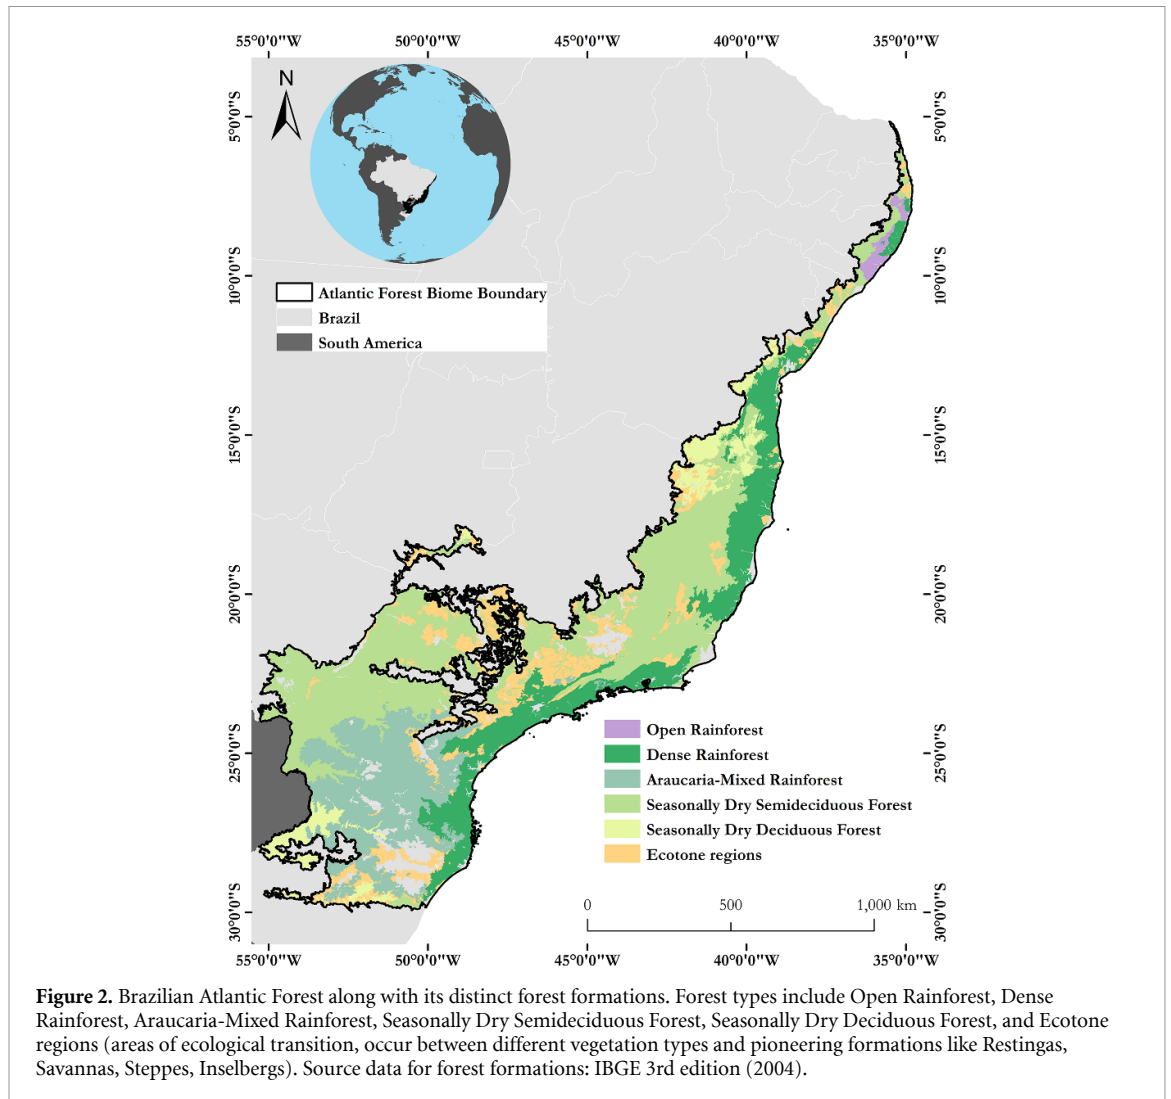 55°0'0"W 50°0'0"W 45°0'0"W 40°0'0"W 35°0'0"W
N
5°0'0"S 5°0'0"S
10°0'0"S 10°0'0"S
Atlantic Forest Biome Boundary
Brazil
South America
15°0'0"S 15°0'0"S
20°0'0"S 20°0'0"S
Open Rainforest
Dense Rainforest
25°0'0"S 25°0'0"S
Araucaria-Mixed Rainforest
Seasonally Dry Semideciduous Forest
Seasonally Dry Deciduous Forest
Ecotone regions
0 500 1,000 km
30°0'0"S 30°0'0"S
55°0'0"W 50°0'0"W 45°0'0"W 40°0'0"W 35°0'0"W
Figure 2. Brazilian Atlantic Forest along with its distinct forest formations. Forest types include Open Rainforest, Dense
Rainforest, Araucaria-Mixed Rainforest, Seasonally Dry Semideciduous Forest, Seasonally Dry Deciduous Forest, and Ecotone
regions (areas of ecological transition, occur between different vegetation types and pioneering formations like Restingas,
Savannas, Steppes, Inselbergs). Source data for forest formations: IBGE 3rd edition (2004).